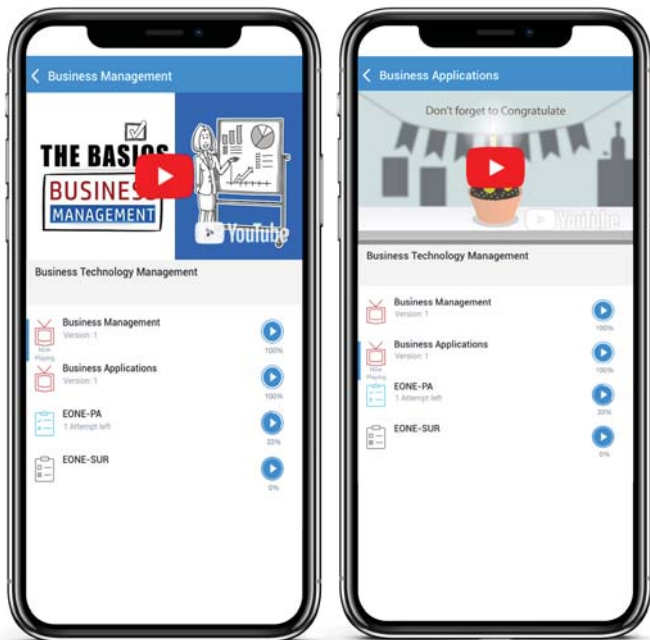 Business Management
THE BASICS
BUSINESS
MANAGEMENT
YouTube
Business Technology Management
Business Management
Version: 1
Now
Playing
100%
Business Applications
Version: 1
100%
EONE-PA
1 Attempt left
33%
EONE-SUR
0%
Business Applications
Don't forget to Congratulate
YouTube
Business Technology Management
Business Management
Version: 1
100%
Business Applications
Version: 1
Now
Playing
100%
EONE-PA
1 Attempt left
33%
EONE-SUR
0%